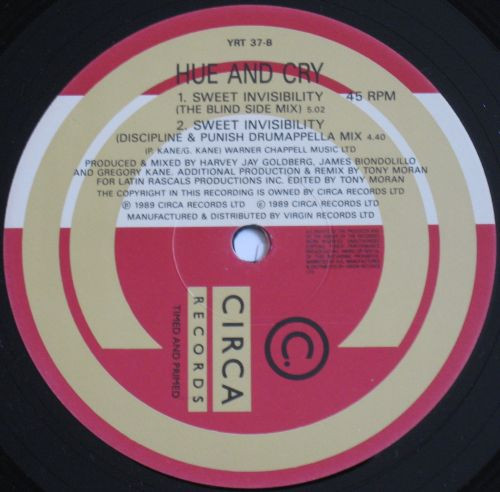 YRT 37-B
HUE AND CRY
1. SWEET INVISIBILITY 45 RPM
(THE BLIND SIDE MIX) 5.02
2. SWEET INVISIBILITY
(DISCIPLINE & PUNISH DRUMAPPELLA MIX 4.40
(P. KANE/G. KANE) WARNER CHAPPELL MUSIC LTD
PRODUCED & MIXED BY HARVEY JAY GOLDBERG, JAMES BIONDOLILLO
AND GREGORY KANE. ADDITIONAL PRODUCTION & REMIX BY TONY MORAN
FOR LATIN RASCALS PRODUCTIONS INC. EDITED BY TONY MORAN
THE COPYRIGHT IN THIS RECORDING IS OWNED BY CIRCA RECORDS LTD
Ⓟ 1989 CIRCA RECORDS LTD © 1989 CIRCA RECORDS LTD
MANUFACTURED & DISTRIBUTED BY VIRGIN RECORDS LTD
C.
CIRCA
RECORDS
TIMED AND PRIMED